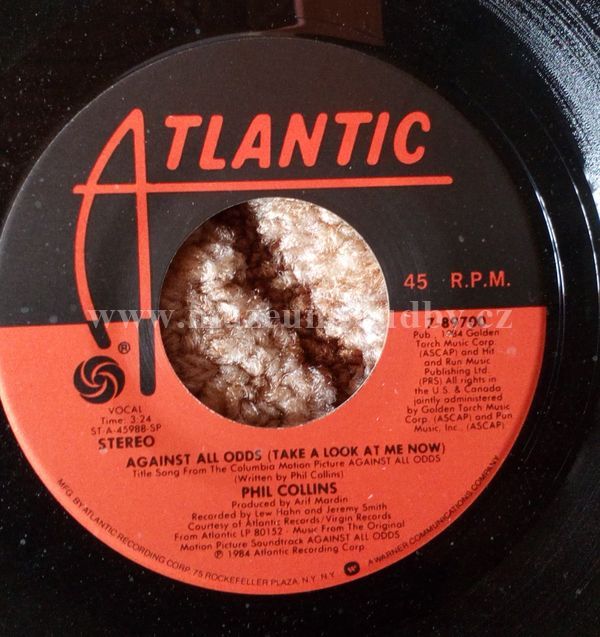 ATLANTIC
45 R.P.M.
www.muzeumhudby.cz
7-89700
Pub., 1984 Golden
Torch Music Corp.
(ASCAP) and Hit
and Run Music
Publishing Ltd.
(PRS) All rights in
the U.S. & Canada
jointly administered
by Golden Torch Music Corp.
(ASCAP) and Pun
Music, Inc., (ASCAP).
®
VOCAL
Time: 3:24
ST-A-45988-SP
STEREO
AGAINST ALL ODDS (TAKE A LOOK AT ME NOW)
Title Song From The Columbia Motion Picture AGAINST ALL ODDS
(Written by Phil Collins)
PHIL COLLINS
Produced by Arif Mardin
Recorded by Lew Hahn and Jeremy Smith
Courtesy of Atlantic Records/Virgin Records
From Atlantic LP 80152 - Music From The Original
Motion Picture Soundtrack AGAINST ALL ODDS
℗ 1984 Atlantic Recording Corp.
MFG. BY ATLANTIC RECORDING CORP., 75 ROCKEFELLER PLAZA, N.Y. N.Y. A WARNER COMMUNICATIONS COMPANY